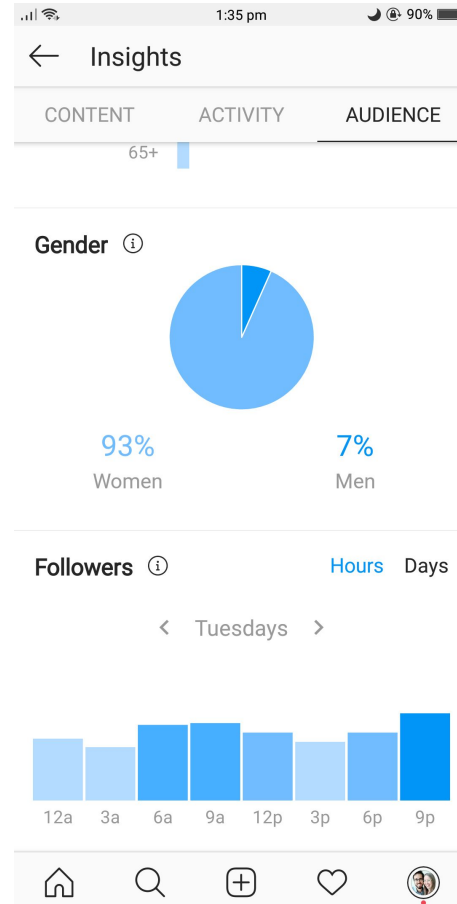 1:35 pm 90%
Insights
CONTENT ACTIVITY AUDIENCE
65+
Gender
93% 7%
Women Men
Followers Hours Days
Tuesdays
12a 3a 6a 9a 12p 3p 6p 9p